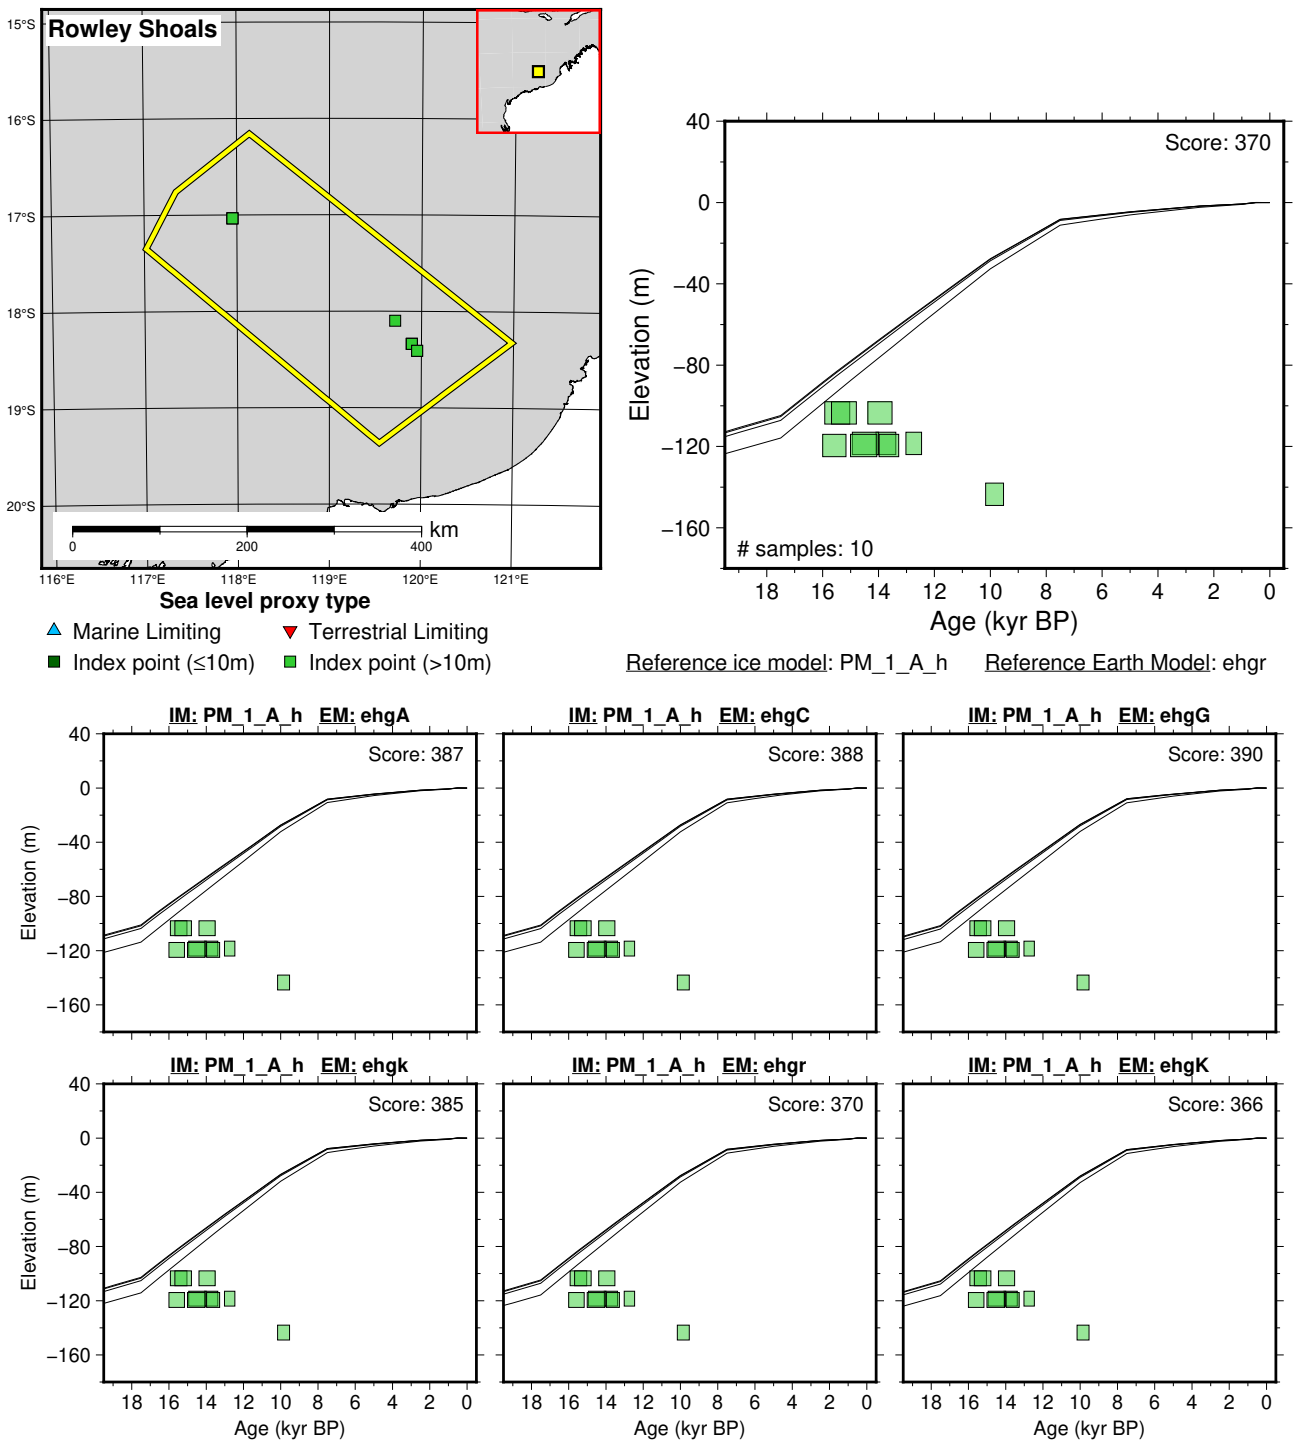 Rowley Shoals
15°S
16°S
17°S
18°S
19°S
20°S
116°E 117°E 118°E 119°E 120°E 121°E
km
0 200 400
Sea level proxy type
Marine Limiting Terrestrial Limiting
Index point (≤10m) Index point (>10m)
40
0
−40
−80
−120
−160
Elevation (m)
Score: 370
# samples: 10
18 16 14 12 10 8 6 4 2 0
Age (kyr BP)
Reference ice model: PM_1_A_h Reference Earth Model: ehgr
IM: PM_1_A_h EM: ehgA
Score: 387
IM: PM_1_A_h EM: ehgC
Score: 388
IM: PM_1_A_h EM: ehgG
Score: 390
40
0
−40
−80
−120
−160
Elevation (m)
IM: PM_1_A_h EM: ehgk
Score: 385
IM: PM_1_A_h EM: ehgr
Score: 370
IM: PM_1_A_h EM: ehgK
Score: 366
40
0
−40
−80
−120
−160
Elevation (m)
18 16 14 12 10 8 6 4 2 0
Age (kyr BP)
18 16 14 12 10 8 6 4 2 0
Age (kyr BP)
18 16 14 12 10 8 6 4 2 0
Age (kyr BP)